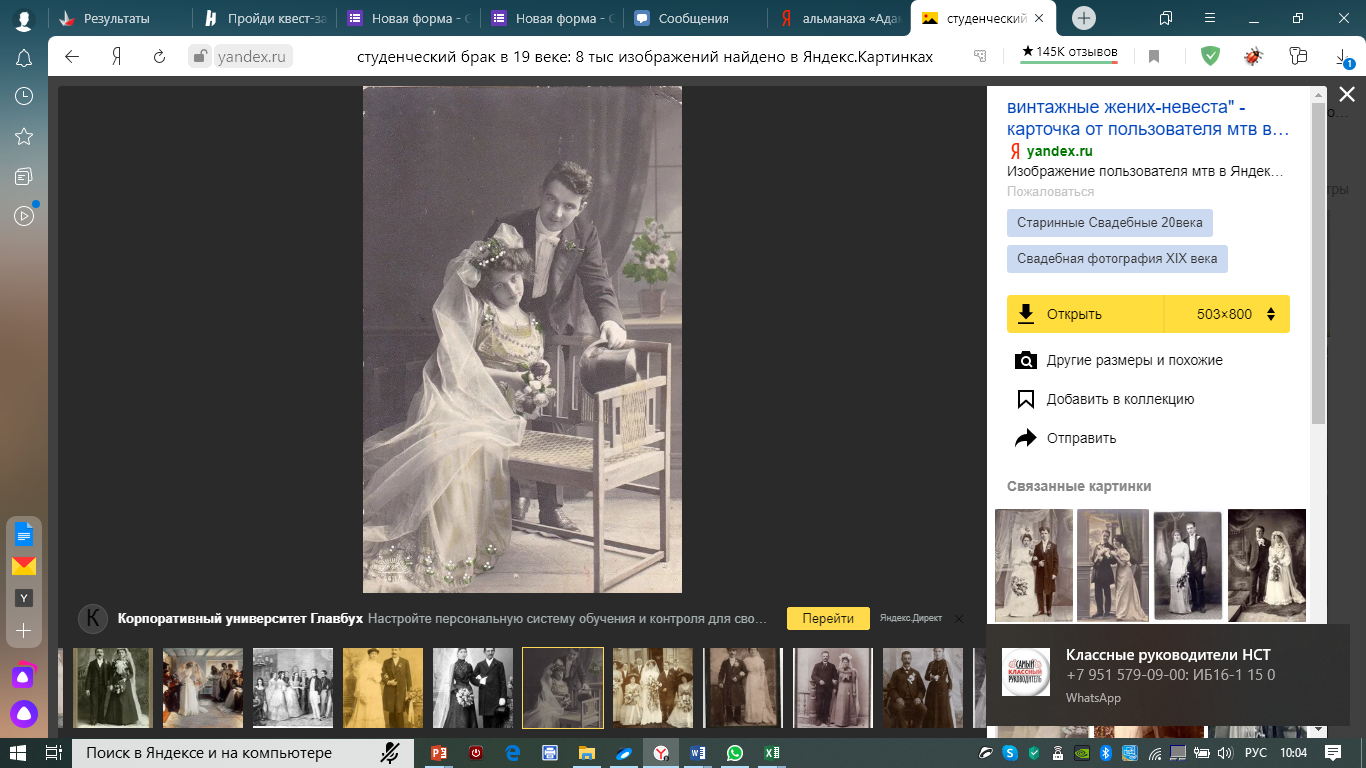 Результаты
Пройди квест-за
Новая форма - G
Новая форма - G
Сообщения
альманаха «Ада
студенческий
yandex.ru
студенческий брак в 19 веке: 8 тыс изображений найдено в Яндекс.Картинках
★ 145K отзывов
1
винтажные жених-невеста" -
карточка от пользователя мтв в…
yandex.ru
Изображение пользователя мтв в Яндек…
Пожаловаться
Старинные Свадебные 20века
Свадебная фотография XIX века
Открыть
503×800
Другие размеры и похожие
Добавить в коллекцию
Отправить
Связанные картинки
К
Корпоративный университет Главбух Настройте персональную систему обучения и контроля для сво…
Перейти
Яндекс.Директ
САМЫЙ
КЛАССНЫЙ
РУКОВОДИТЕЛЬ
Классные руководители НСТ
+7 951 579-09-00: ИБ16-1 15 0
WhatsApp
Поиск в Яндексе и на компьютере
РУС
10:04